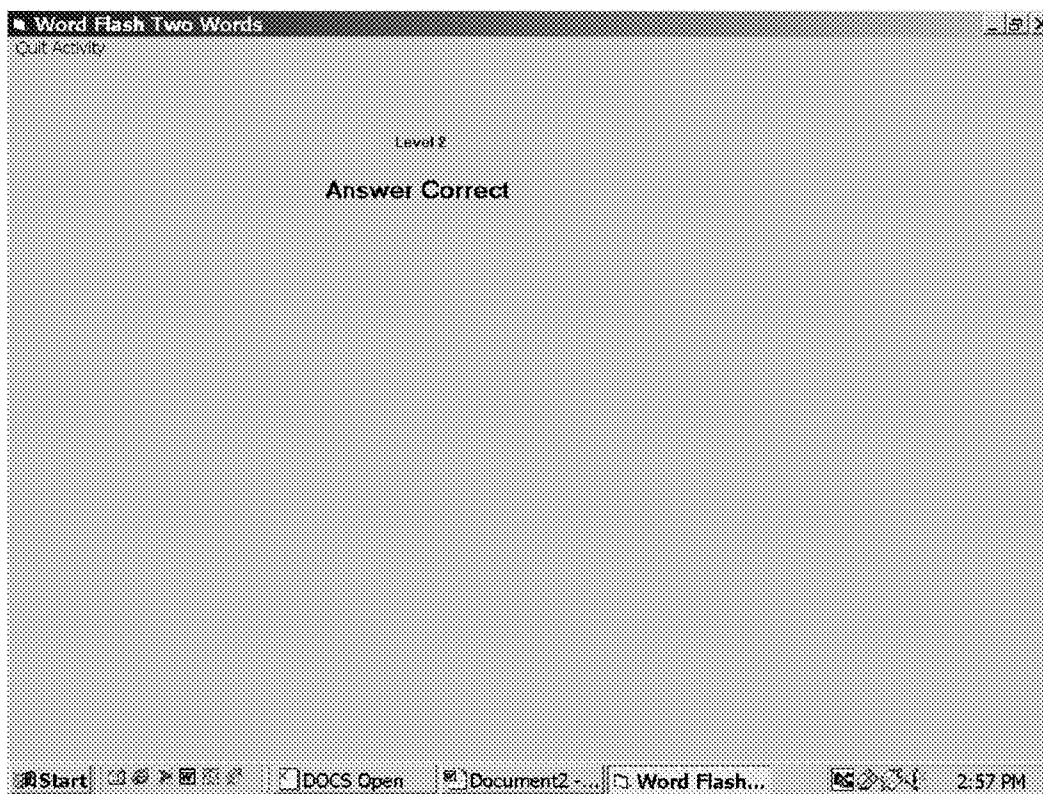 Word Flash Two Words
Quit Activity
Level 2
Answer Correct
Start DOCS Open Document2 -... Word Flash... 2:57 PM